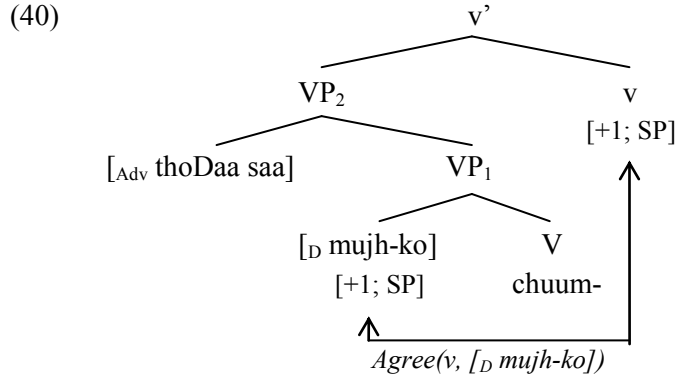 (40) v’
VP₂ v
[+1; SP]
[Adv thoDaa saa] VP₁
[D mujh-ko] V
[+1; SP] chuum-
Agree(v, [D mujh-ko])